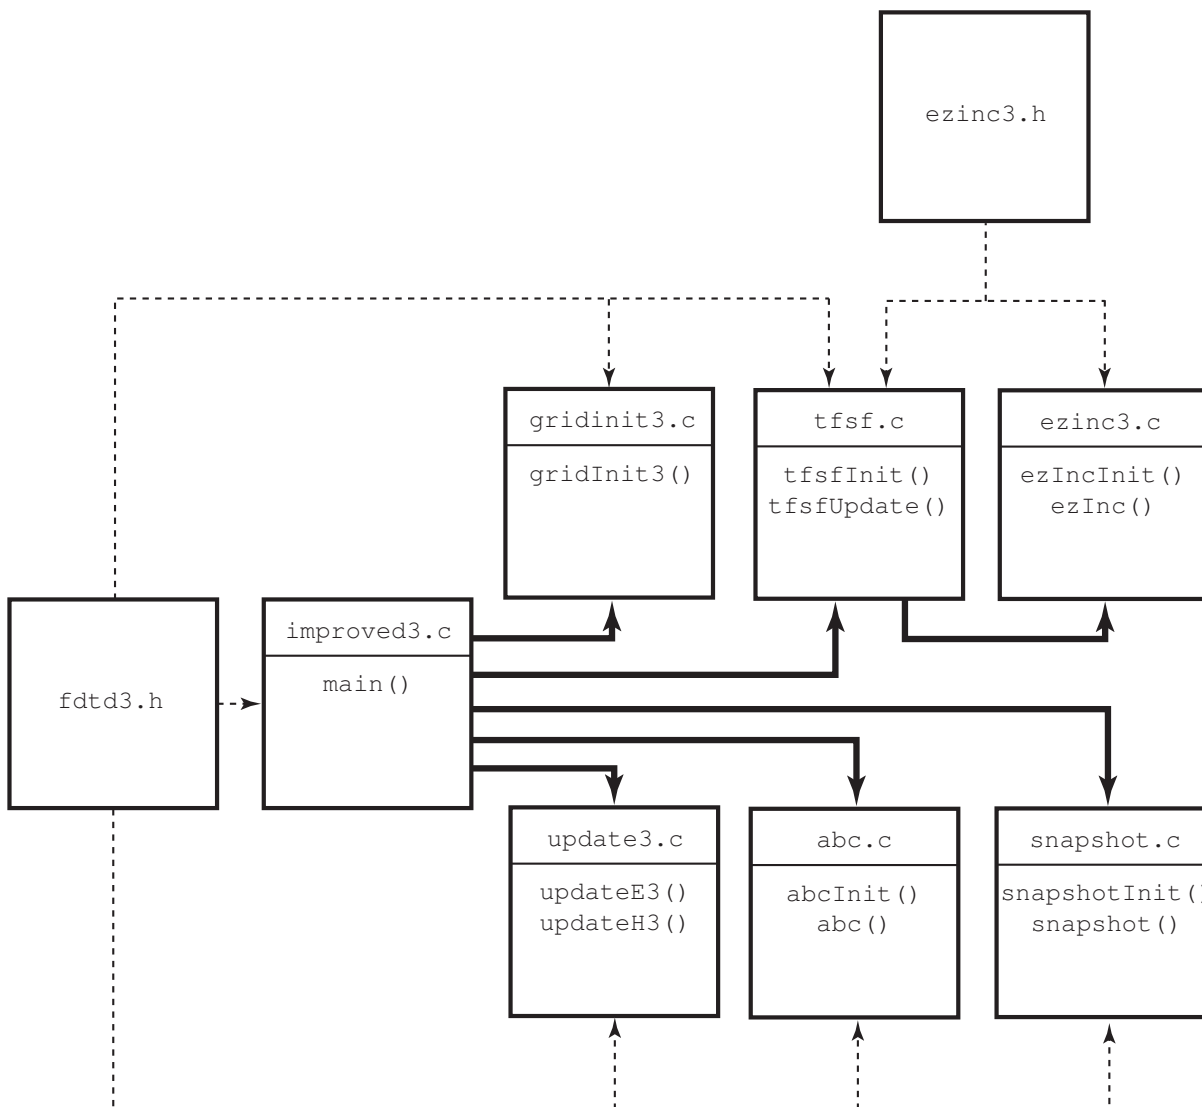 ezinc3.h
gridinit3.c
gridInit3()
tfsf.c
tfsfInit()
tfsfUpdate()
ezinc3.c
ezIncInit()
ezInc()
fdtd3.h
improved3.c
main()
update3.c
updateE3()
updateH3()
abc.c
abcInit()
abc()
snapshot.c
snapshotInit()
snapshot()